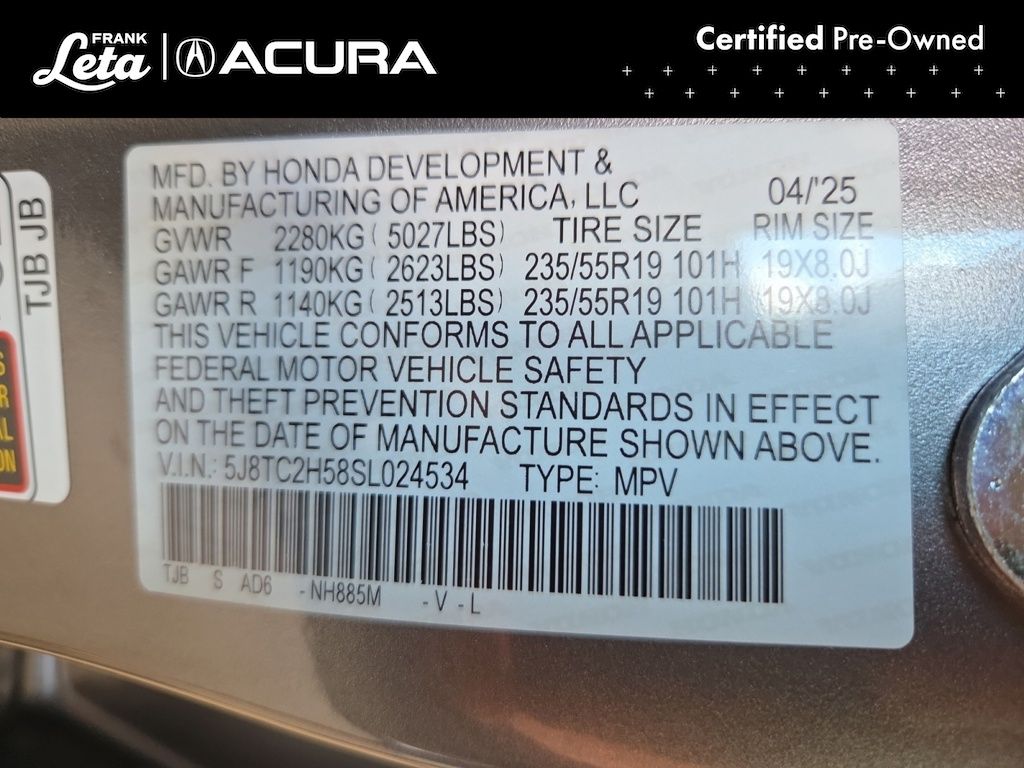 FRANK
Leta
ACURA
Certified Pre-Owned
MFD. BY HONDA DEVELOPMENT &
MANUFACTURING OF AMERICA, LLC 04/'25
GVWR 2280KG ( 5027LBS) TIRE SIZE RIM SIZE
GAWR F 1190KG ( 2623LBS) 235/55R19 101H 19X8.0J
GAWR R 1140KG ( 2513LBS) 235/55R19 101H 19X8.0J
THIS VEHICLE CONFORMS TO ALL APPLICABLE
FEDERAL MOTOR VEHICLE SAFETY
AND THEFT PREVENTION STANDARDS IN EFFECT
ON THE DATE OF MANUFACTURE SHOWN ABOVE.
V.I.N.: 5J8TC2H58SL024534 TYPE: MPV
TJB S AD6 -NH885M -V-L
TJB JB